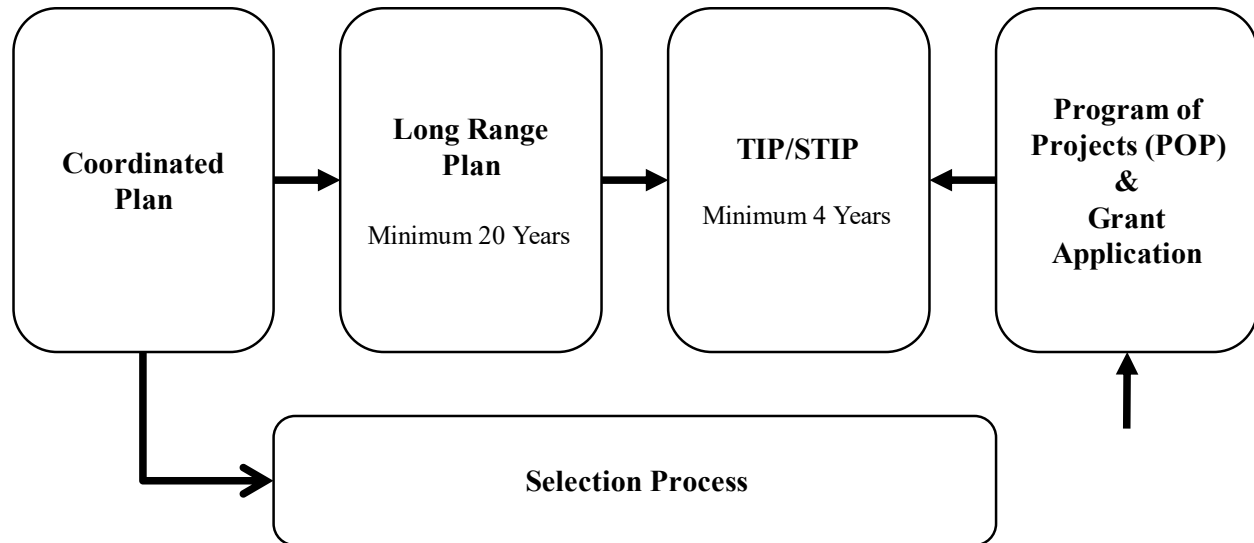 Coordinated
Plan
Long Range
Plan
Minimum 20 Years
TIP/STIP
Minimum 4 Years
Program of
Projects (POP)
&
Grant
Application
Selection Process